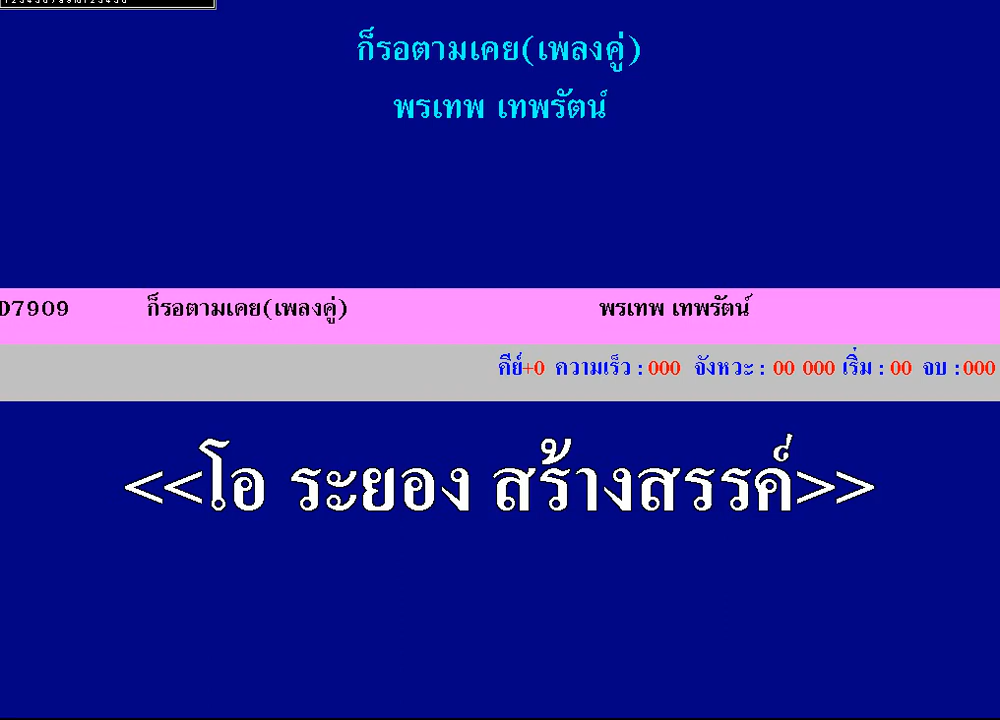 ก็รอตามเคย(เพลงคู่)
พรเทพ เทพรัตน์
D7909 ก็รอตามเคย(เพลงคู่) พรเทพ เทพรัตน์
คีย์+0 ความเร็ว : 000 จังหวะ : 00 000 เริ่ม : 00 จบ : 000
<<โอ ระยอง สร้างสรรค์>>